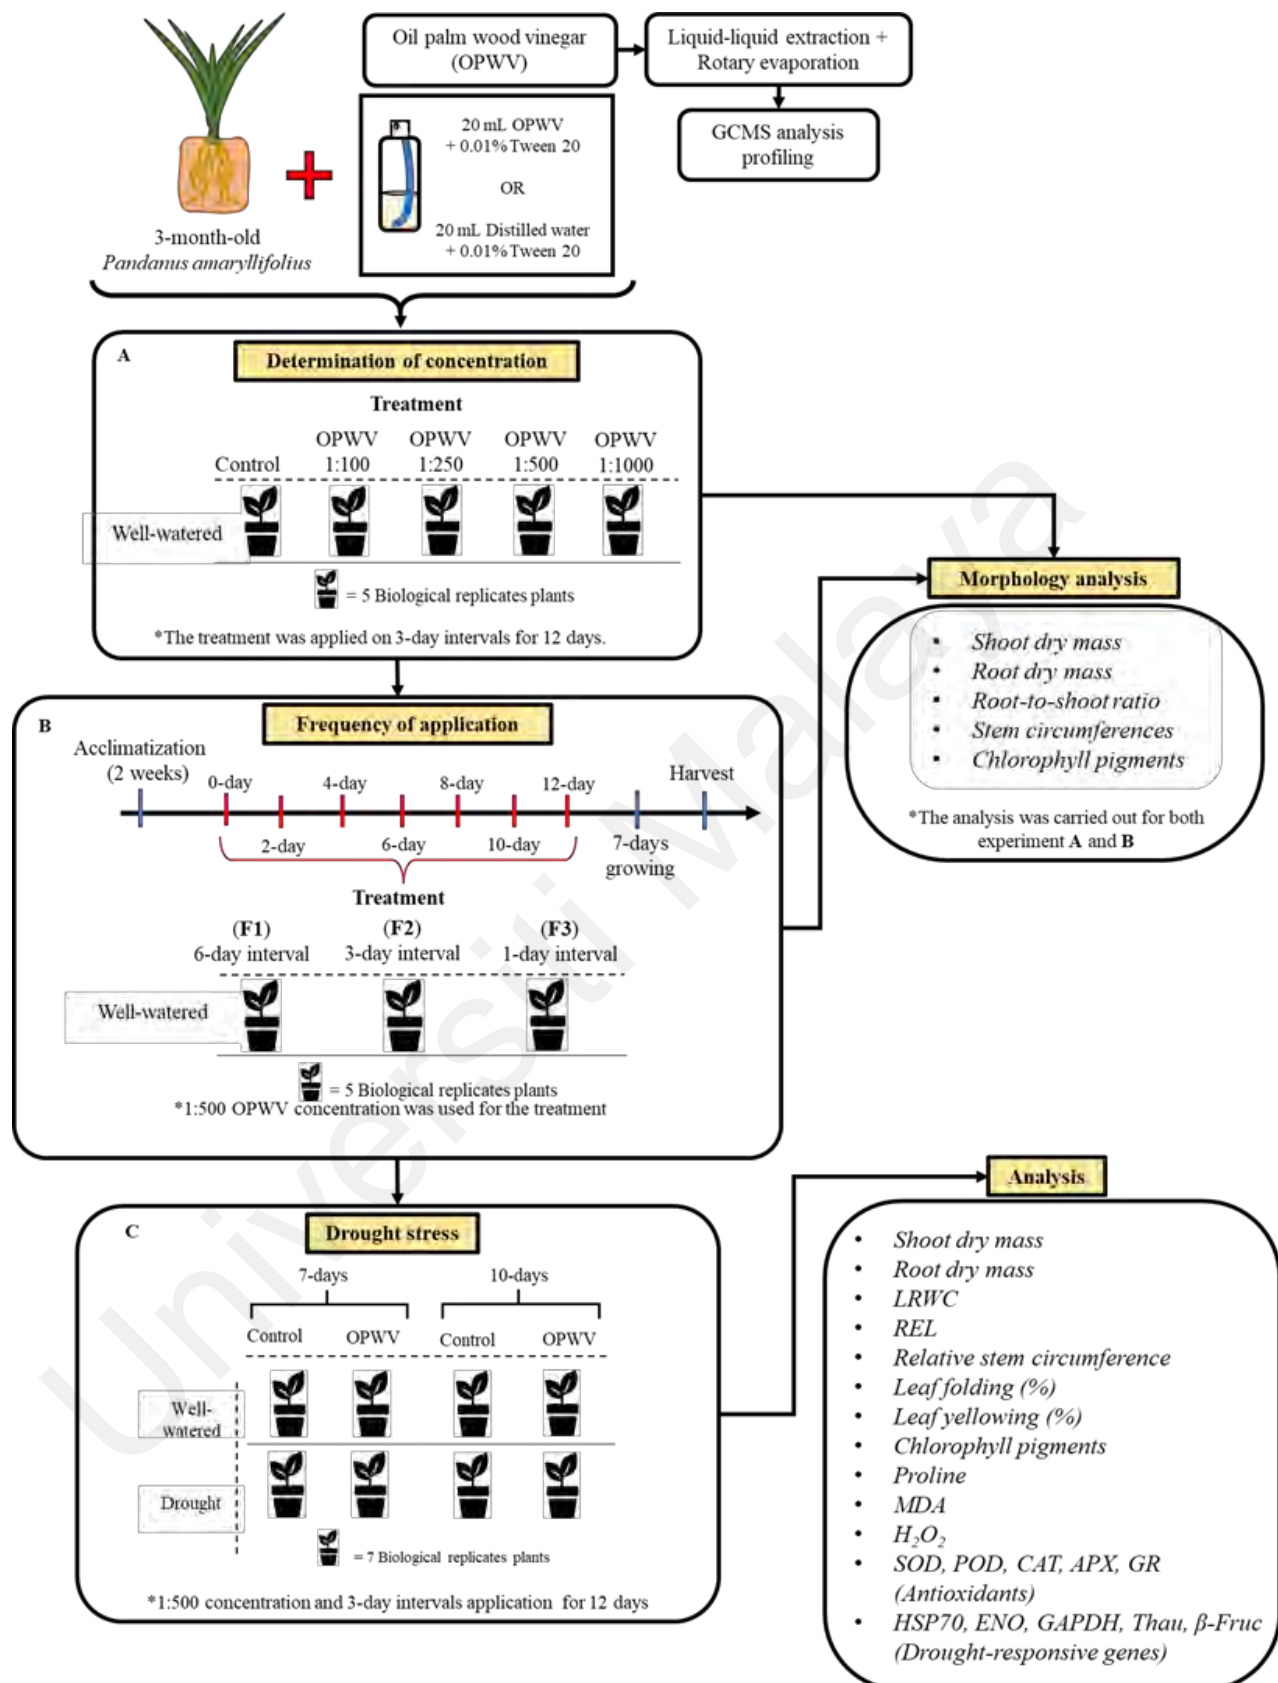 Oil palm wood vinegar
(OPWV)
Liquid-liquid extraction +
Rotary evaporation
GCMS analysis
profiling
20 mL OPWV
+ 0.01% Tween 20
OR
20 mL Distilled water
+ 0.01% Tween 20
3-month-old
Pandanus amaryllifolius
A
Determination of concentration
Treatment
Control
OPWV
1:100
OPWV
1:250
OPWV
1:500
OPWV
1:1000
Well-watered
= 5 Biological replicates plants
*The treatment was applied on 3-day intervals for 12 days.
Morphology analysis
▪ Shoot dry mass
▪ Root dry mass
▪ Root-to-shoot ratio
▪ Stem circumferences
▪ Chlorophyll pigments
*The analysis was carried out for both
experiment A and B
B
Frequency of application
Acclimatization
(2 weeks)
0-day
4-day
8-day
12-day
Harvest
2-day
6-day
10-day
7-days
growing
Treatment
(F1)
6-day interval
(F2)
3-day interval
(F3)
1-day interval
Well-watered
= 5 Biological replicates plants
*1:500 OPWV concentration was used for the treatment
C
Drought stress
7-days
10-days
Control
OPWV
Control
OPWV
Well-
watered
Drought
= 7 Biological replicates plants
*1:500 concentration and 3-day intervals application for 12 days
Analysis
• Shoot dry mass
• Root dry mass
• LRWC
• REL
• Relative stem circumference
• Leaf folding (%)
• Leaf yellowing (%)
• Chlorophyll pigments
• Proline
• MDA
• H₂O₂
• SOD, POD, CAT, APX, GR
(Antioxidants)
• HSP70, ENO, GAPDH, Thau, β-Fruc
(Drought-responsive genes)
Universiti Malaya